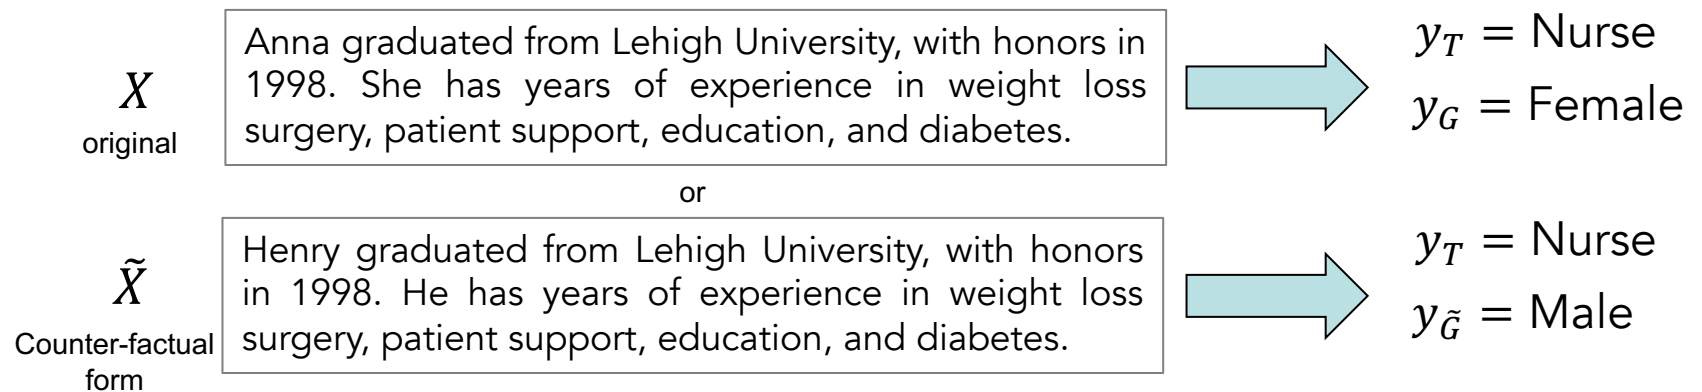 X
original
Anna graduated from Lehigh University, with honors in
1998. She has years of experience in weight loss
surgery, patient support, education, and diabetes.
y_T = Nurse
y_G = Female
or
X̃
Counter-factual
form
Henry graduated from Lehigh University, with honors
in 1998. He has years of experience in weight loss
surgery, patient support, education, and diabetes.
y_T = Nurse
y_G̃ = Male